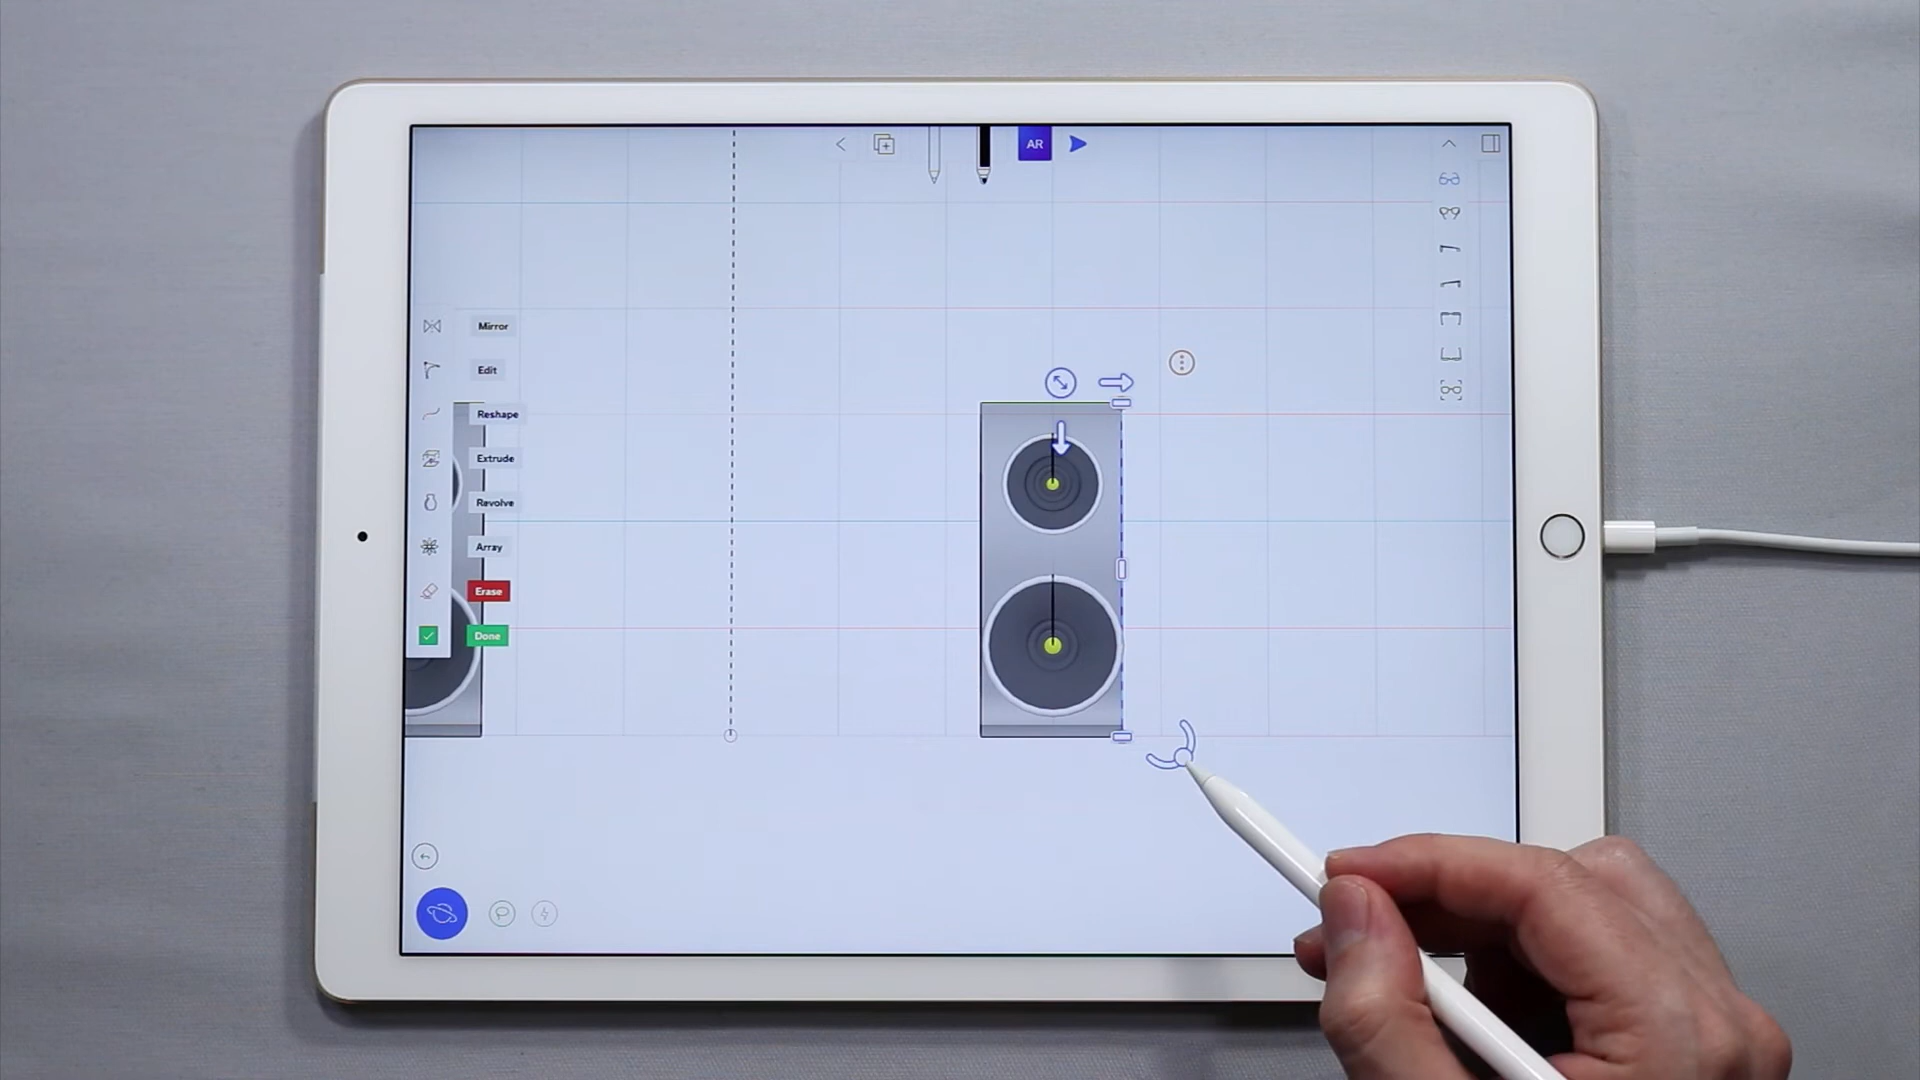 AR
Mirror
Edit
Reshape
Extrude
Revolve
Array
Erase
Done